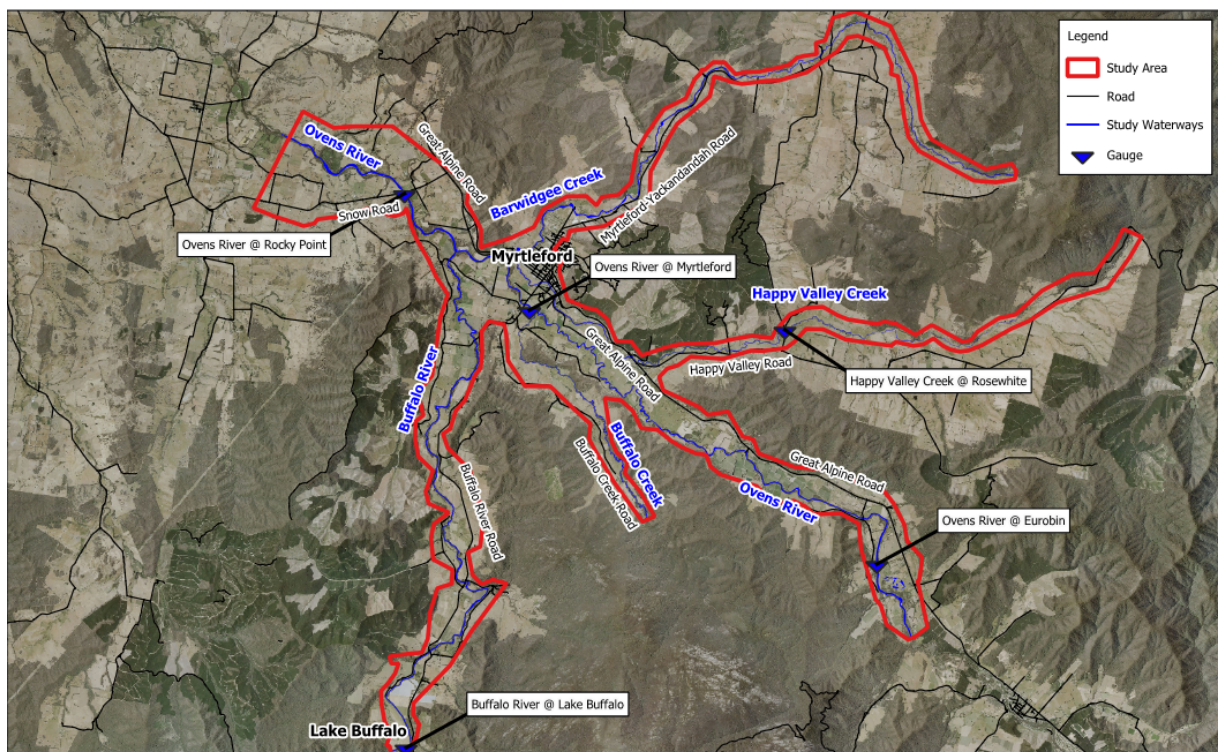 Legend
Study Area
Road
Study Waterways
Gauge
Ovens River
Great Alpine Road
Barwidgee Creek
Myrtleford-Yackandandah Road
Snow Road
Ovens River @ Rocky Point
Myrtleford
Ovens River @ Myrtleford
Happy Valley Creek
Great Alpine Road
Happy Valley Road
Happy Valley Creek @ Rosewhite
Buffalo River
Buffalo Creek
Buffalo Creek Road
Buffalo River Road
Great Alpine Road
Ovens River
Ovens River @ Eurobin
Buffalo River @ Lake Buffalo
Lake Buffalo